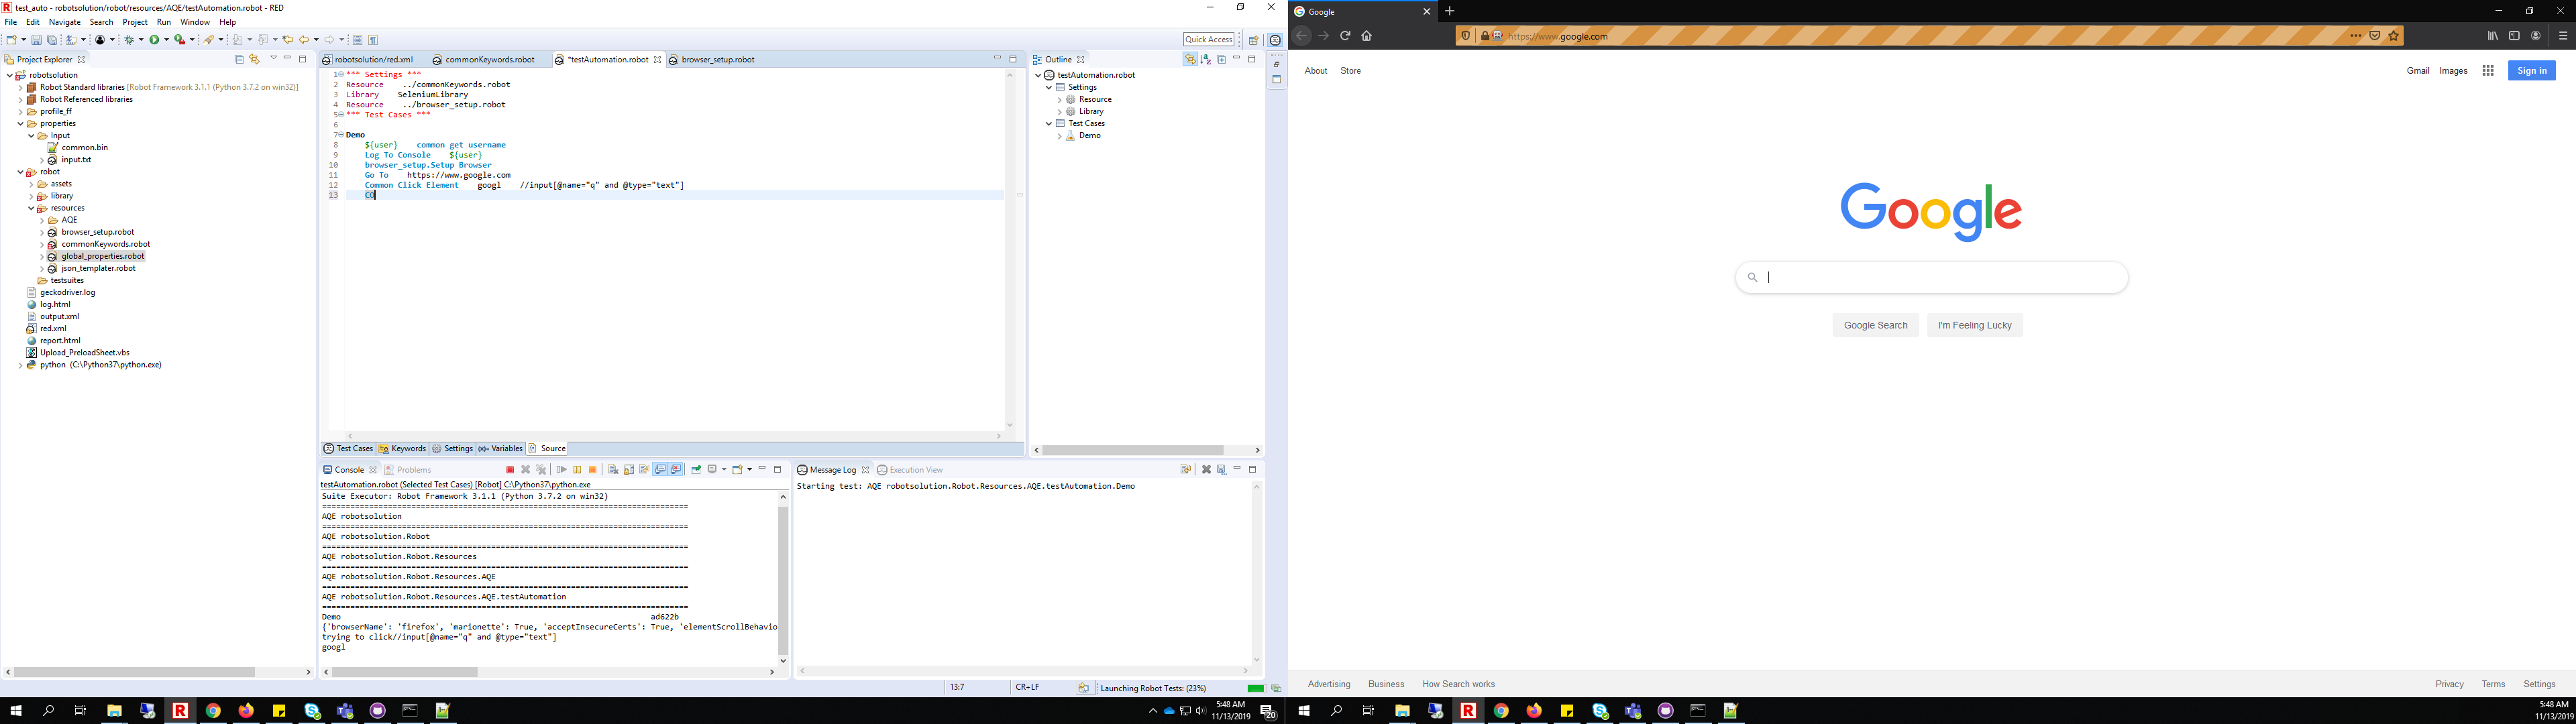 test_auto - robotsolution/robot/resources/AQE/testAutomation.robot - RED
File Edit Navigate Search Project Run Window Help
Quick Access
Project Explorer
robotsolution
Robot Standard libraries [Robot Framework 3.1.1 (Python 3.7.2 on win32)]
Robot Referenced libraries
profile_ff
properties
Input
common.bin
input.txt
robot
assets
library
resources
AQE
browser_setup.robot
commonKeywords.robot
global_properties.robot
json_templater.robot
testsuites
geckodriver.log
log.html
output.xml
red.xml
report.html
Upload_PreloadSheet.vbs
python (C:\Python37\python.exe)
robotsolution/red.xml commonKeywords.robot *testAutomation.robot browser_setup.robot
1 *** Settings ***
2 Resource    ../commonKeywords.robot
3 Library    SeleniumLibrary
4 Resource    ../browser_setup.robot
5 *** Test Cases ***
6
7 Demo
8     ${user}    common get username
9     Log To Console    ${user}
10     browser_setup.Setup Browser
11     Go To    https://www.google.com
12     Common Click Element    googl    //input[@name="q" and @type="text"]
13     CO
Test Cases Keywords Settings Variables Source
Outline
testAutomation.robot
Settings
Resource
Library
Test Cases
Demo
Console Problems
testAutomation.robot (Selected Test Cases) [Robot] C:\Python37\python.exe
Suite Executor: Robot Framework 3.1.1 (Python 3.7.2 on win32)
==============================================================================
AQE robotsolution
==============================================================================
AQE robotsolution.Robot
==============================================================================
AQE robotsolution.Robot.Resources
==============================================================================
AQE robotsolution.Robot.Resources.AQE
==============================================================================
AQE robotsolution.Robot.Resources.AQE.testAutomation
==============================================================================
Demo ad622b
{'browserName': 'firefox', 'marionette': True, 'acceptInsecureCerts': True, 'elementScrollBehavio
trying to click//input[@name="q" and @type="text"]
googl
Message Log Execution View
Starting test: AQE robotsolution.Robot.Resources.AQE.testAutomation.Demo
13:7 CR+LF Launching Robot Tests: (23%)
5:48 AM
11/13/2019
20
Google
https://www.google.com
About Store
Gmail Images Sign in
Google
Google Search I'm Feeling Lucky
Advertising Business How Search works
Privacy Terms Settings
5:48 AM
11/13/2019